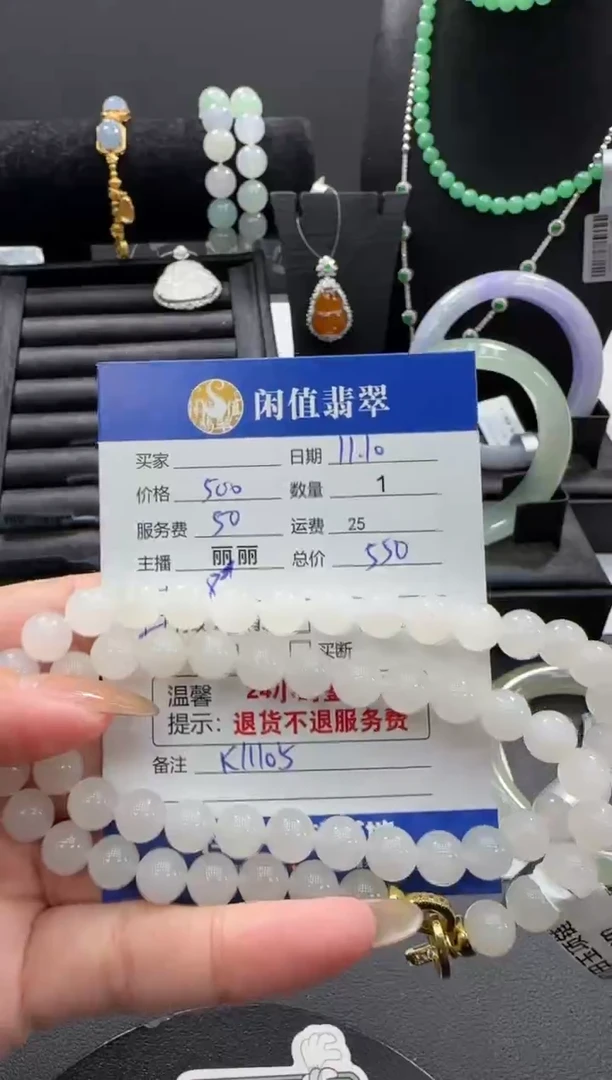 闲值翡翠
买家 日期 11.10
价格 500 数量 1
服务费 50 运费 25
主播 丽丽 总价 550
买断
温馨
提示：退货不退服务费
备注 K11105